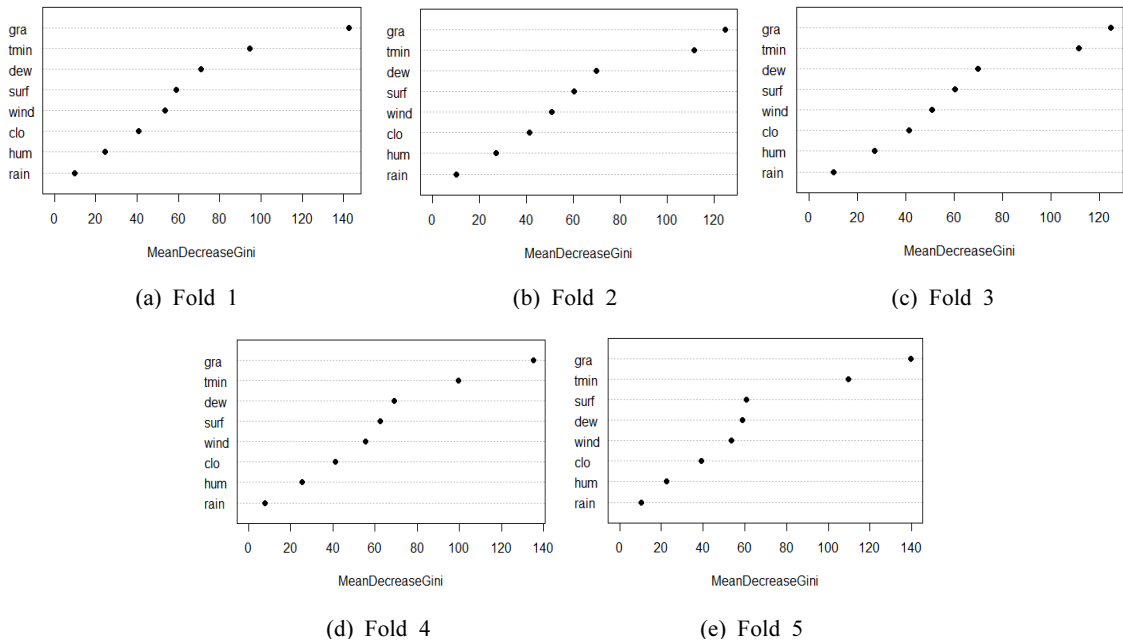 gra
tmin
dew
surf
wind
clo
hum
rain
0 20 40 60 80 100 120 140
MeanDecreaseGini
(a) Fold 1
gra
tmin
dew
surf
wind
clo
hum
rain
0 20 40 60 80 100 120
MeanDecreaseGini
(b) Fold 2
gra
tmin
dew
surf
wind
clo
hum
rain
0 20 40 60 80 100 120
MeanDecreaseGini
(c) Fold 3
gra
tmin
dew
surf
wind
clo
hum
rain
0 20 40 60 80 100 120 140
MeanDecreaseGini
(d) Fold 4
gra
tmin
surf
dew
wind
clo
hum
rain
0 20 40 60 80 100 120 140
MeanDecreaseGini
(e) Fold 5